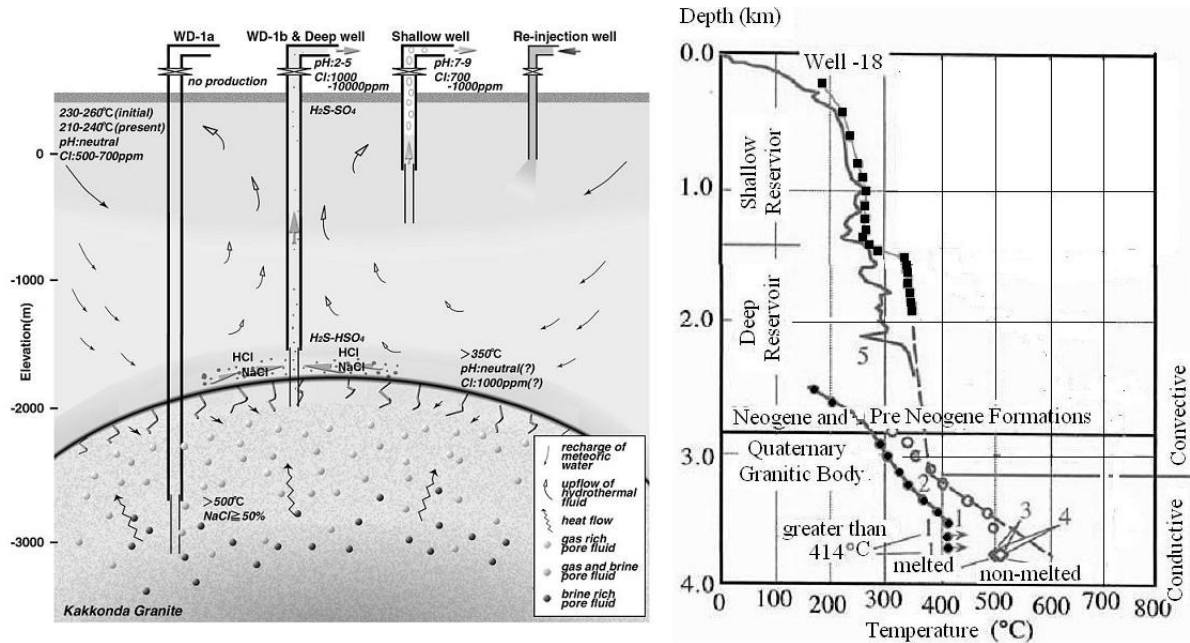 WD-1a
WD-1b & Deep well
Shallow well
Re-injection well
no production
pH:2-5
Cl:1000
-10000ppm
pH:7-9
Cl:700
-1000ppm
230-260℃(initial)
210-240℃(present)
pH:neutral
Cl:500-700ppm
H₂S-SO₄
Elevation(m)
0
-1000
-2000
-3000
H₂S-HSO₄
HCl
NaCl
HCl
NaCl
>350℃
pH:neutral(?)
Cl:1000ppm(?)
>500℃
NaCl≧50%
Kakkonda Granite
recharge of
meteoric
water
upflow of
hydrothermal
fluid
heat flow
gas rich
pore fluid
gas and brine
pore fluid
brine rich
pore fluid
Depth (km)
0.0
1.0
2.0
3.0
4.0
Well -18
Shallow
Reservior
Deep
Reservoir
5
Neogene and Pre Neogene Formations
Quaternary
Granitic Body
2
1
3
4
greater than
414 °C
melted
non-melted
Convective
Conductive
0 100 200 300 400 500 600 700 800
Temperature (°C)